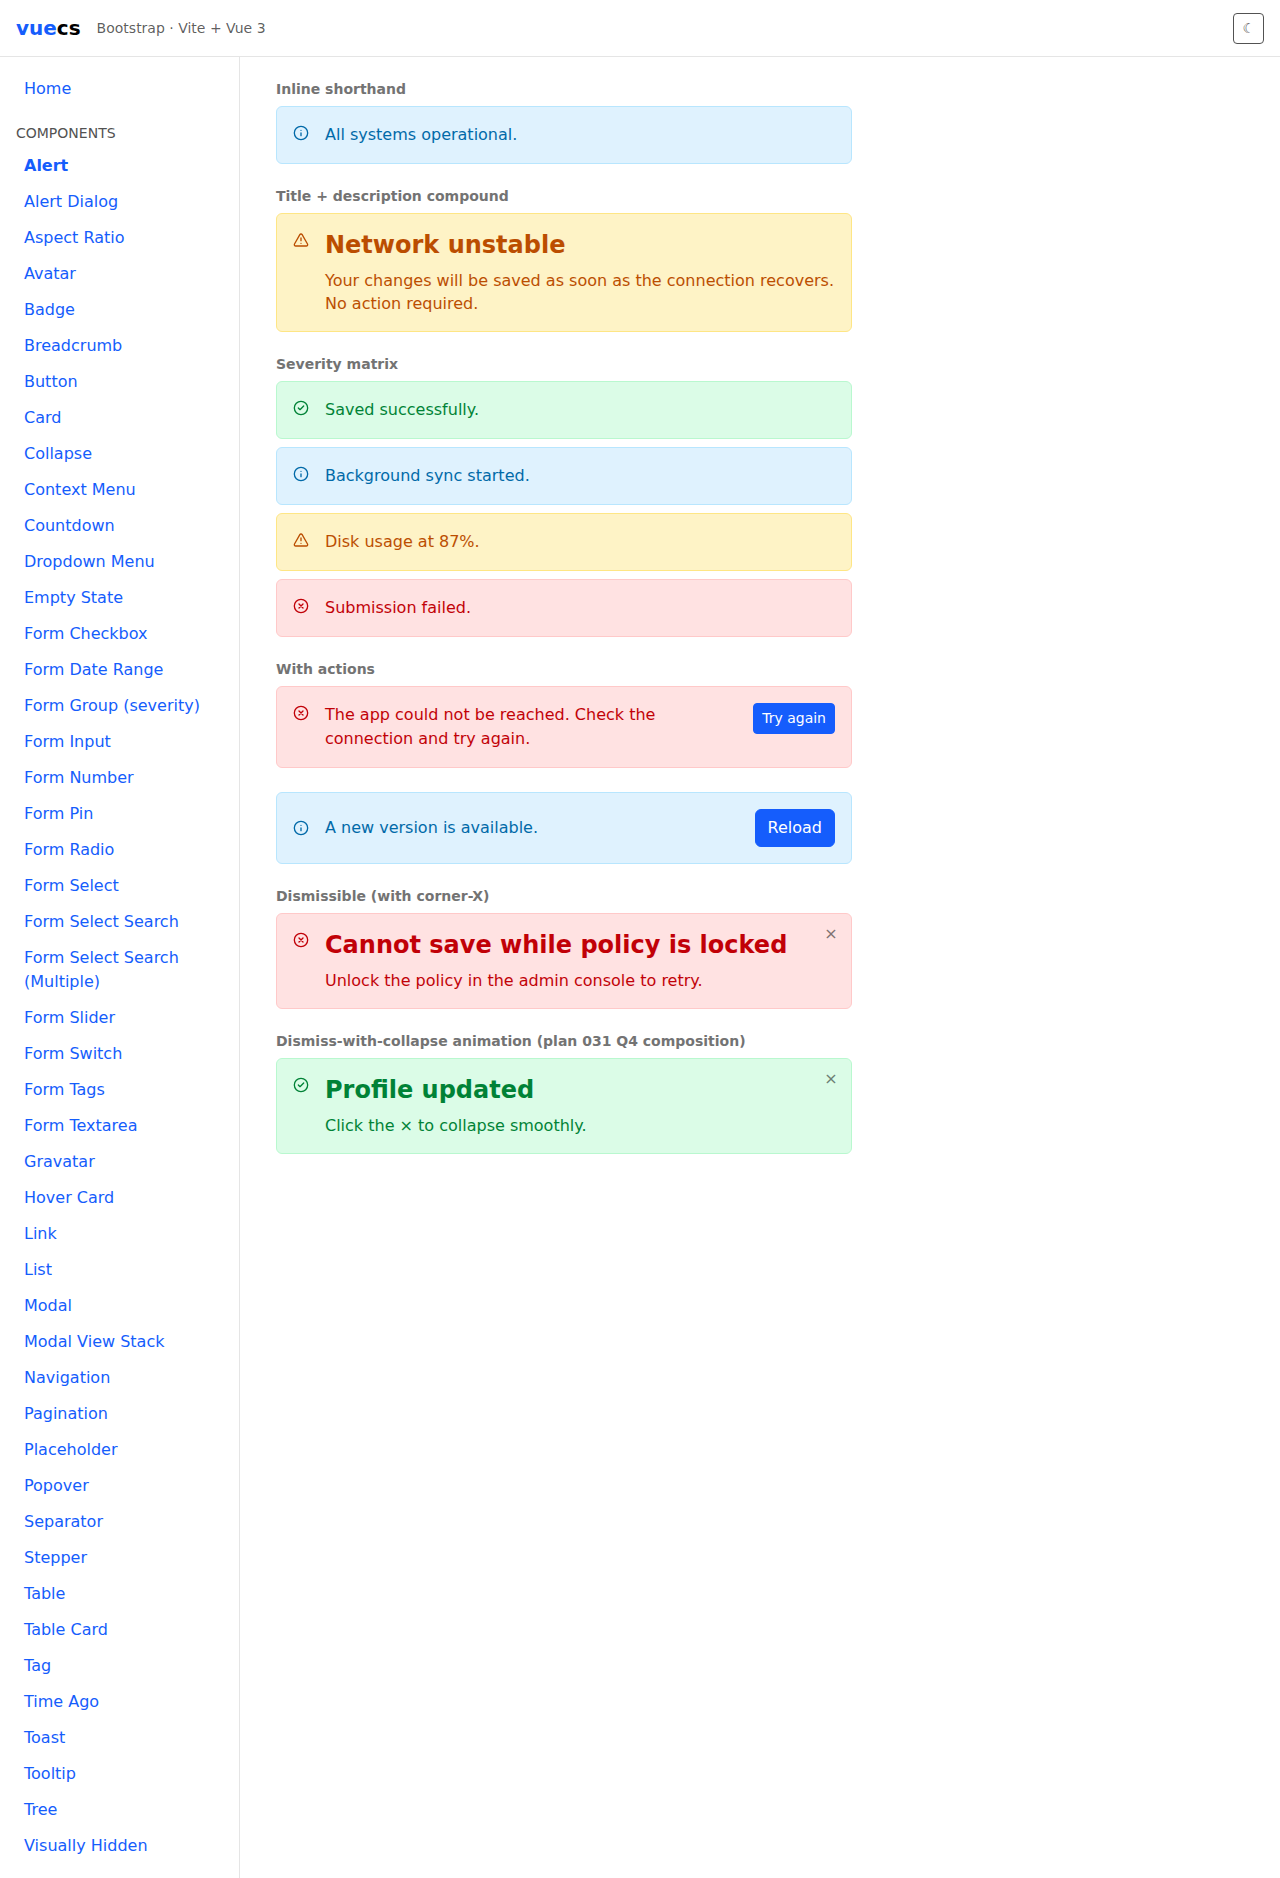 vuecs Bootstrap · Vite + Vue 3
Home
COMPONENTS
Alert
Alert Dialog
Aspect Ratio
Avatar
Badge
Breadcrumb
Button
Card
Collapse
Context Menu
Countdown
Dropdown Menu
Empty State
Form Checkbox
Form Date Range
Form Group (severity)
Form Input
Form Number
Form Pin
Form Radio
Form Select
Form Select Search
Form Select Search
(Multiple)
Form Slider
Form Switch
Form Tags
Form Textarea
Gravatar
Hover Card
Link
List
Modal
Modal View Stack
Navigation
Pagination
Placeholder
Popover
Separator
Stepper
Table
Table Card
Tag
Time Ago
Toast
Tooltip
Tree
Visually Hidden
Inline shorthand
All systems operational.
Title + description compound
Network unstable
Your changes will be saved as soon as the connection recovers.
No action required.
Severity matrix
Saved successfully.
Background sync started.
Disk usage at 87%.
Submission failed.
With actions
The app could not be reached. Check the
connection and try again.
Try again
A new version is available.
Reload
Dismissible (with corner-X)
Cannot save while policy is locked
×
Unlock the policy in the admin console to retry.
Dismiss-with-collapse animation (plan 031 Q4 composition)
Profile updated
×
Click the × to collapse smoothly.